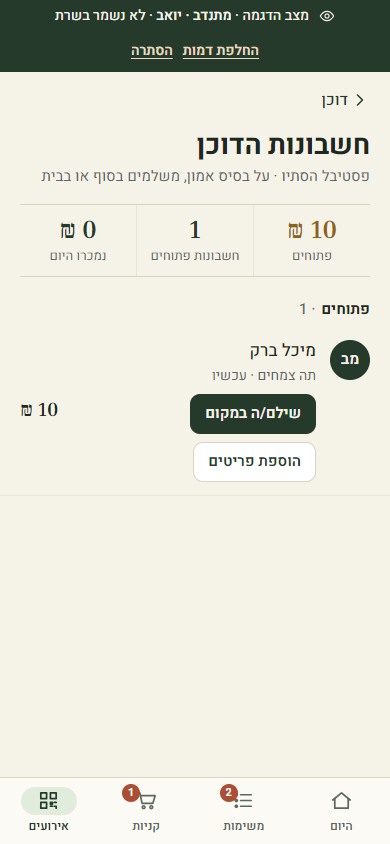 מצב הדגמה · מתנדב · יואב · לא נשמר בשרת
החלפת דמות הסתרה
דוכן
חשבונות הדוכן
פסטיבל הסתיו · על בסיס אמון, משלמים בסוף או בבית
10 ₪
פתוחים
1
חשבונות פתוחים
0 ₪
נמכרו היום
פתוחים · 1
מב
מיכל ברק
תה צמחים · עכשיו
שילם/ה במקום
10 ₪
הוספת פריטים
היום
2
משימות
1
קניות
אירועים